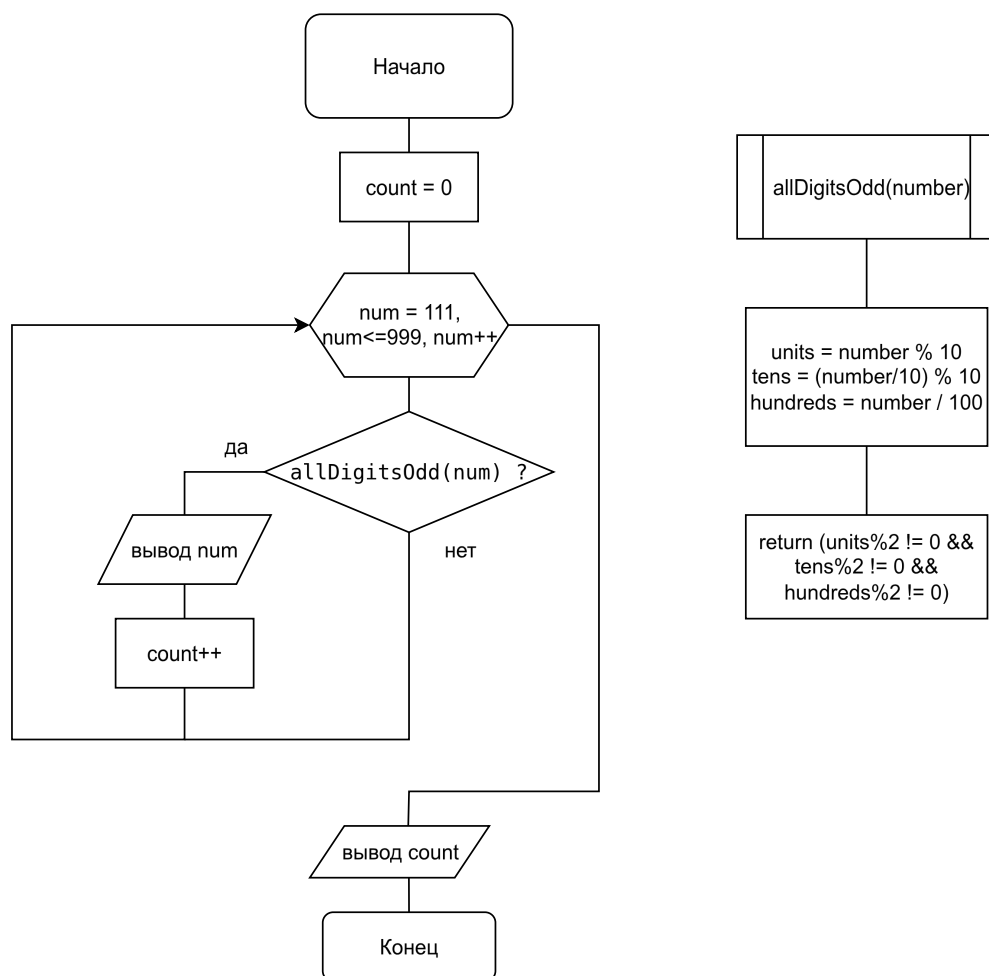 Начало
count = 0
num = 111,
num<=999, num++
да
allDigitsOdd(num) ?
вывод num
нет
count++
вывод count
Конец
allDigitsOdd(number)
units = number % 10
tens = (number/10) % 10
hundreds = number / 100
return (units%2 != 0 &&
tens%2 != 0 &&
hundreds%2 != 0)